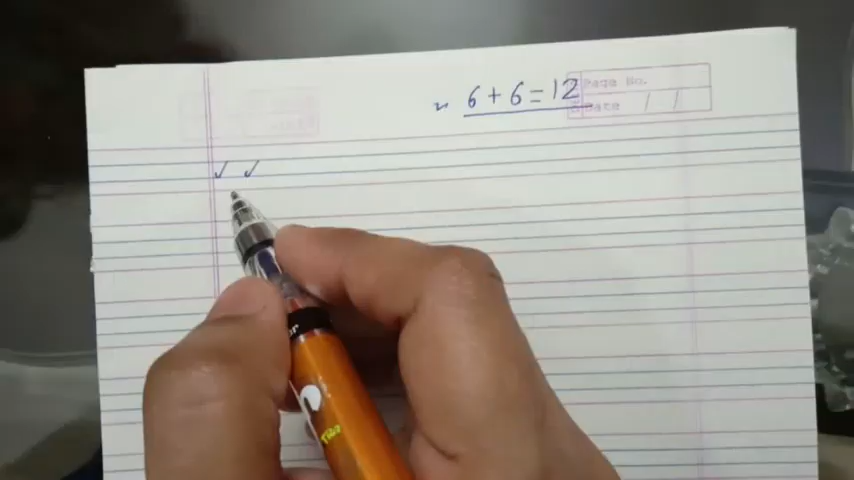 ~ 6+6=12
Page No.
Date / /
✓ ✓